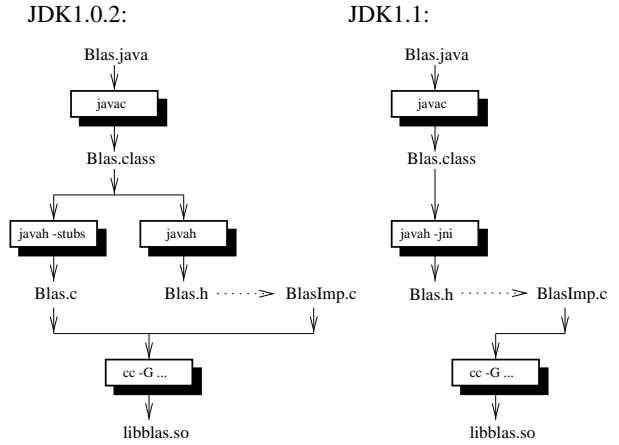 JDK1.0.2:
Blas.java
javac
Blas.class
javah -stubs
javah
Blas.c
Blas.h
BlasImp.c
cc -G ...
libblas.so
JDK1.1:
Blas.java
javac
Blas.class
javah -jni
Blas.h
BlasImp.c
cc -G ...
libblas.so